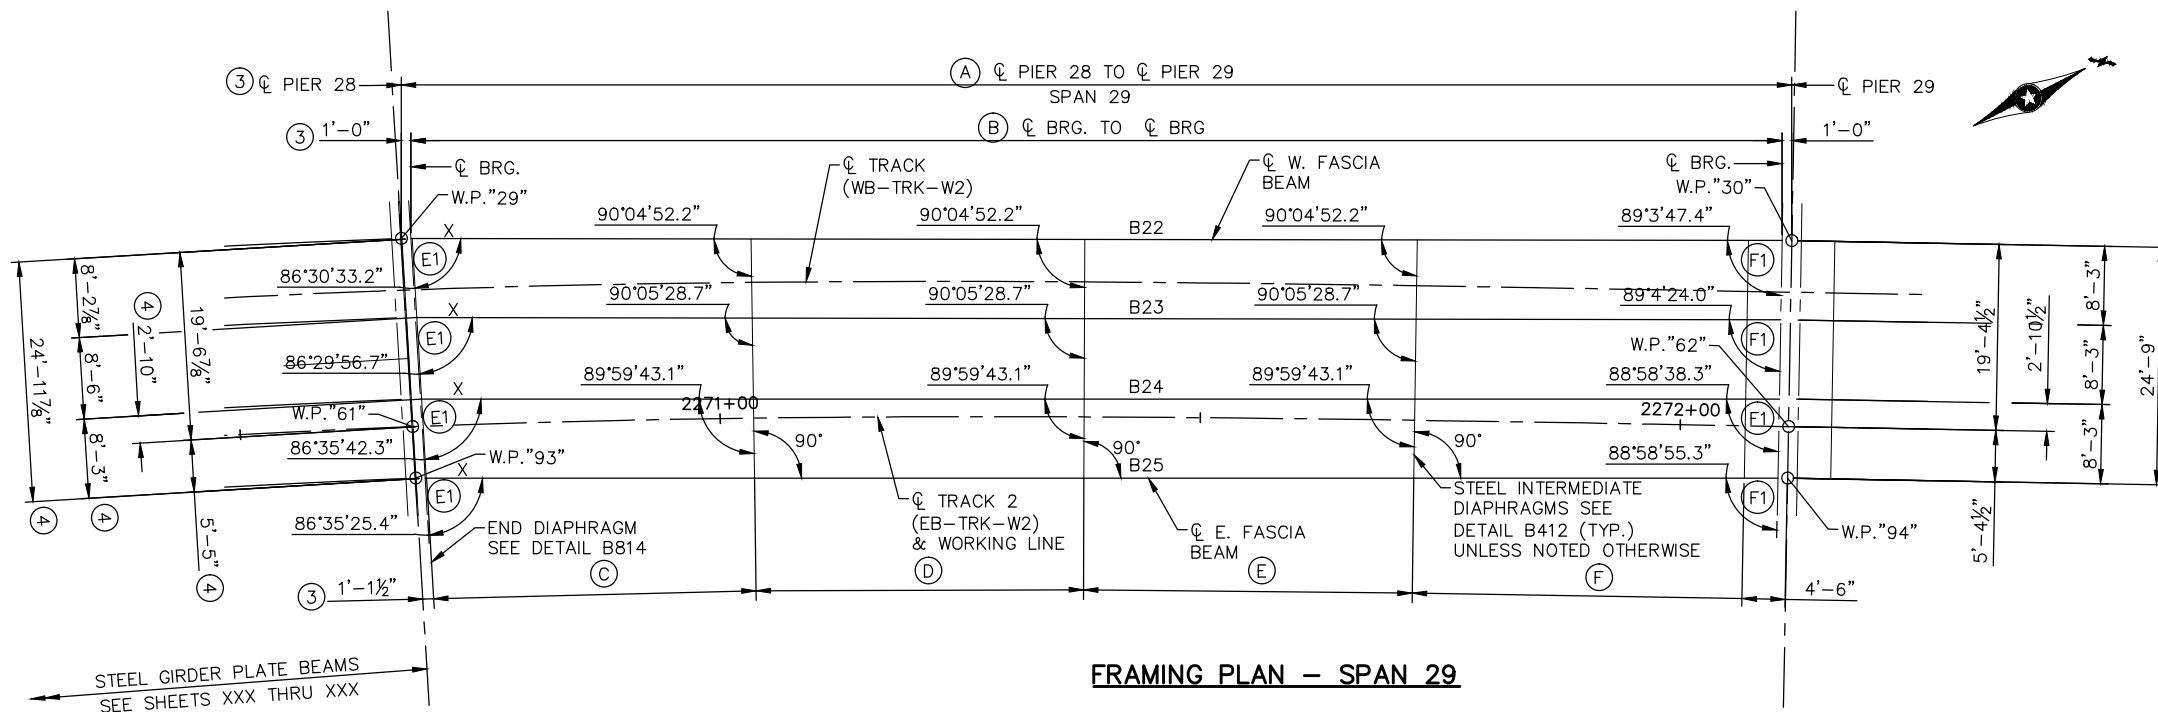 3 ℄ PIER 28
A ℄ PIER 28 TO ℄ PIER 29
SPAN 29
℄ PIER 29
3 1'-0"
B ℄ BRG. TO ℄ BRG
1'-0"
℄ BRG.
W.P."29"
℄ TRACK
(WB-TRK-W2)
℄ W. FASCIA
BEAM
℄ BRG.
W.P."30"
90°04'52.2"
90°04'52.2"
90°04'52.2"
89°3'47.4"
X
B22
E1
F1
86°30'33.2"
90°05'28.7"
90°05'28.7"
90°05'28.7"
89°4'24.0"
X
B23
E1
F1
86°29'56.7"
W.P."62"
89°59'43.1"
89°59'43.1"
89°59'43.1"
88°58'38.3"
X
B24
2271+00
2272+00
W.P."61"
E1
F1
86°35'42.3"
90°
90°
90°
88°58'55.3"
W.P."93"
X
B25
E1
F1
86°35'25.4"
END DIAPHRAGM
SEE DETAIL B814
℄ TRACK 2
(EB-TRK-W2)
& WORKING LINE
℄ E. FASCIA
BEAM
STEEL INTERMEDIATE
DIAPHRAGMS SEE
DETAIL B412 (TYP.)
UNLESS NOTED OTHERWISE
W.P."94"
C
D
E
F
3 1'-1½"
4'-6"
24'-11⅞"
4
8'-2⅞"
8'-6"
8'-3"
4
4 2'-10"
19'-6⅞"
5'-5"
4
19'-4½"
5'-4½"
2'-10½"
8'-3"
8'-3"
8'-3"
24'-9"
STEEL GIRDER PLATE BEAMS
SEE SHEETS XXX THRU XXX
FRAMING PLAN – SPAN 29